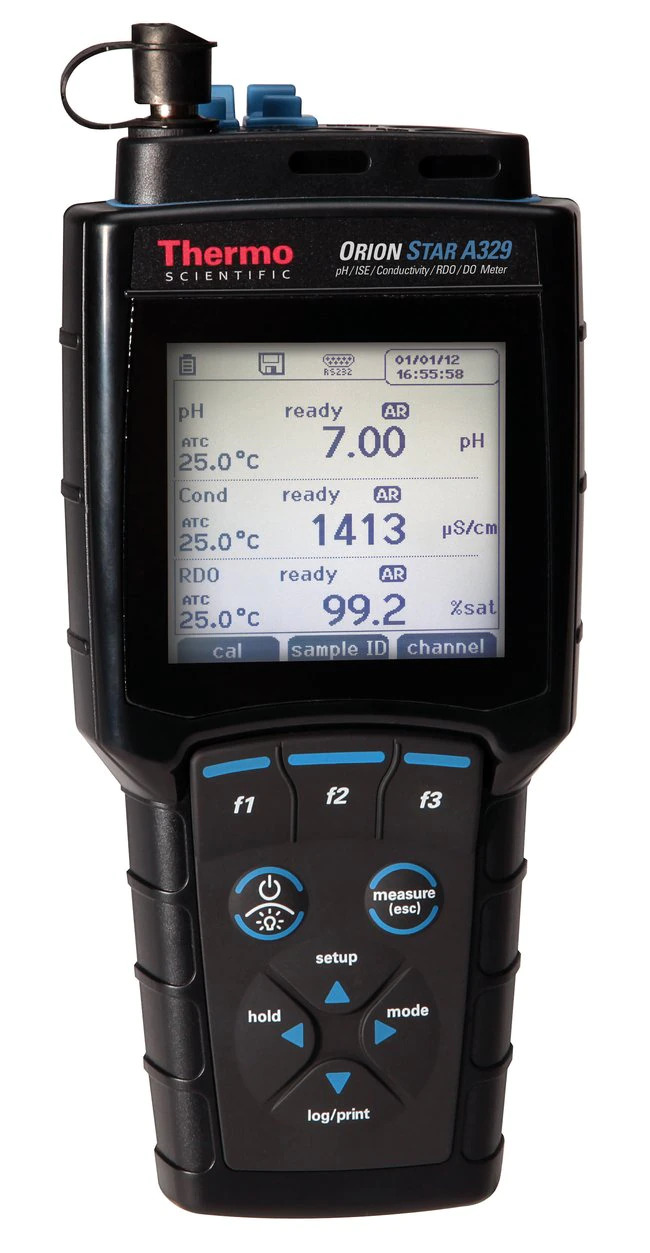 Thermo
SCIENTIFIC
ORION STAR A329
pH/ISE/Conductivity/RDO/DO Meter
RS232
01/01/12
16:55:58
pH ready AR
ATC
25.0°C 7.00 pH
Cond ready AR
ATC
25.0°C 1413 µS/cm
RDO ready AR
ATC
25.0°C 99.2 %sat
cal sample ID channel
f1 f2 f3
measure
(esc)
setup
hold mode
log/print